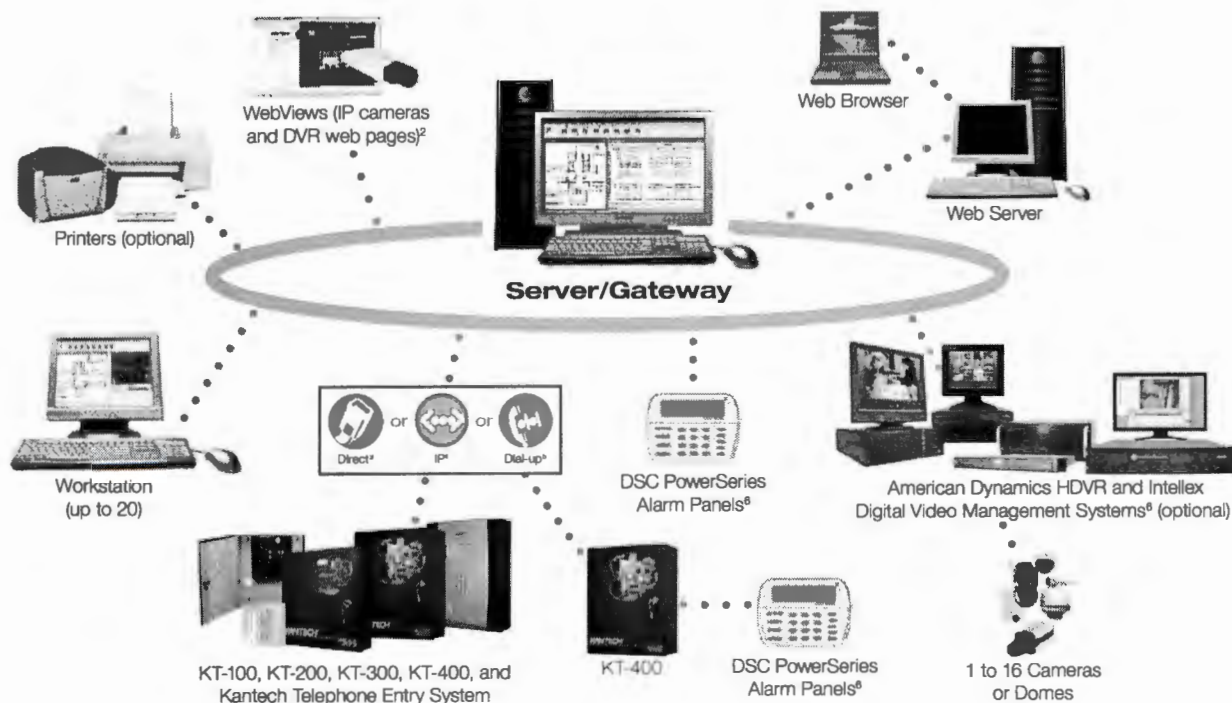 WebViews (IP cameras
and DVR web pages)²
Web Browser
Web Server
Printers (optional)
Server/Gateway
Workstation
(up to 20)
Direct³ or IP⁴ or Dial-up⁵
DSC PowerSeries
Alarm Panels⁶
American Dynamics HDVR and Intellex
Digital Video Management Systems⁶ (optional)
KANTECH
KANTECH
KT-100, KT-200, KT-300, KT-400, and
Kantech Telephone Entry System
KANTECH
KT-400
DSC PowerSeries
Alarm Panels⁶
1 to 16 Cameras
or Domes